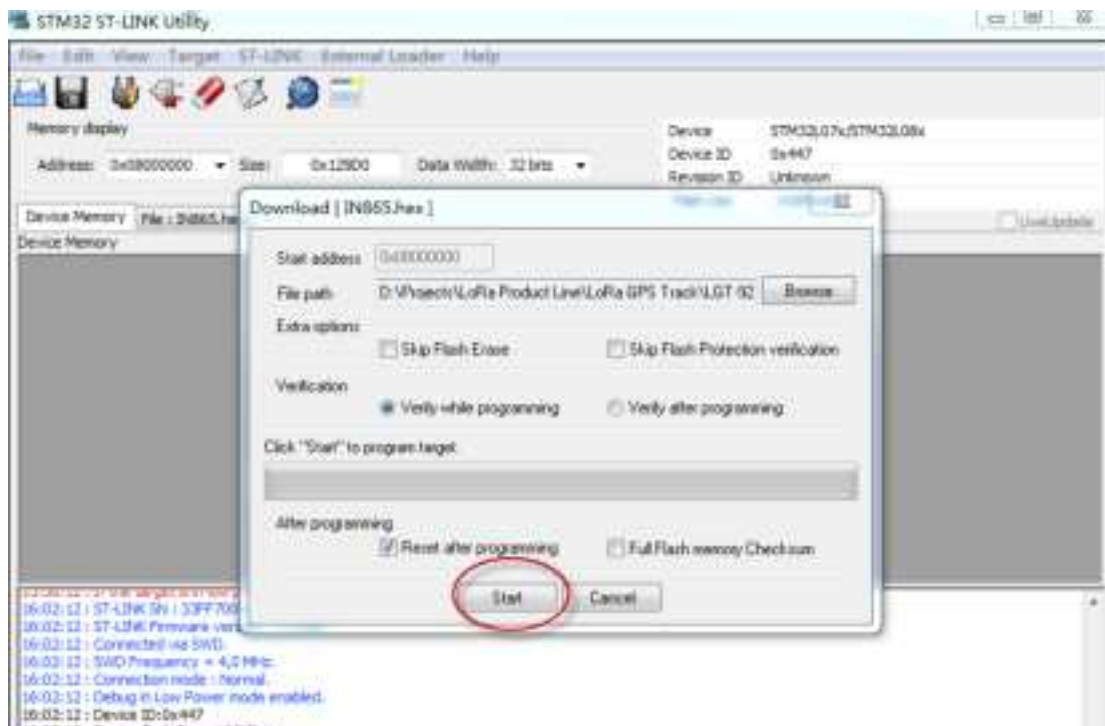 STM32 ST-LINK Utility
File Edit View Target ST-LINK External Loader Help
Memory display
Address: 0x08000000 Size: 0x12900 Data Width: 32 bits
Device STM32L07x/STM32L08x
Device ID 0x447
Revision ID Unknown
Device Memory File : IN865.he
LiveUpdate
Device Memory
Download [ IN865.hex ]
Start address 0x08000000
File path D:\Projects\LoRa Product Line\LoRa GPS Track\LGT 92 Browse
Extra options
Skip Flash Erase Skip Flash Protection verification
Verification
Verify while programming Verify after programming
Click "Start" to program target.
After programming
Reset after programming Full Flash memory Checksum
Start Cancel
16:02:12 : ST-LINK SN : 33FF700
16:02:12 : ST-LINK Firmware vers
16:02:12 : Connected via SWD.
16:02:12 : SWD Frequency = 4,0 MHz.
16:02:12 : Connection mode : Normal.
16:02:12 : Debug in Low Power mode enabled.
16:02:12 : Device ID:0x447